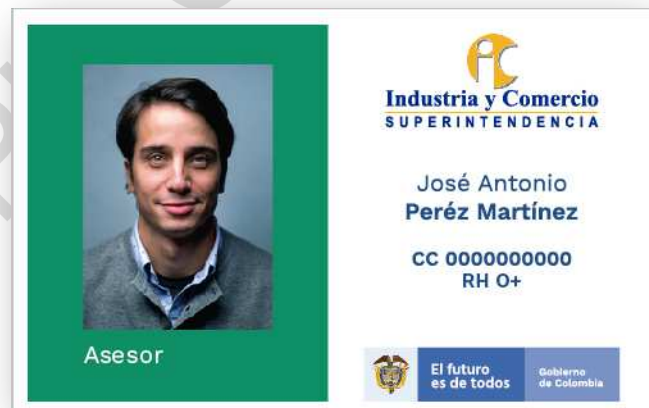 Industria y Comercio
SUPERINTENDENCIA
José Antonio
Peréz Martínez
CC 0000000000
RH O+
Asesor
El futuro
es de todos
Gobierno
de Colombia